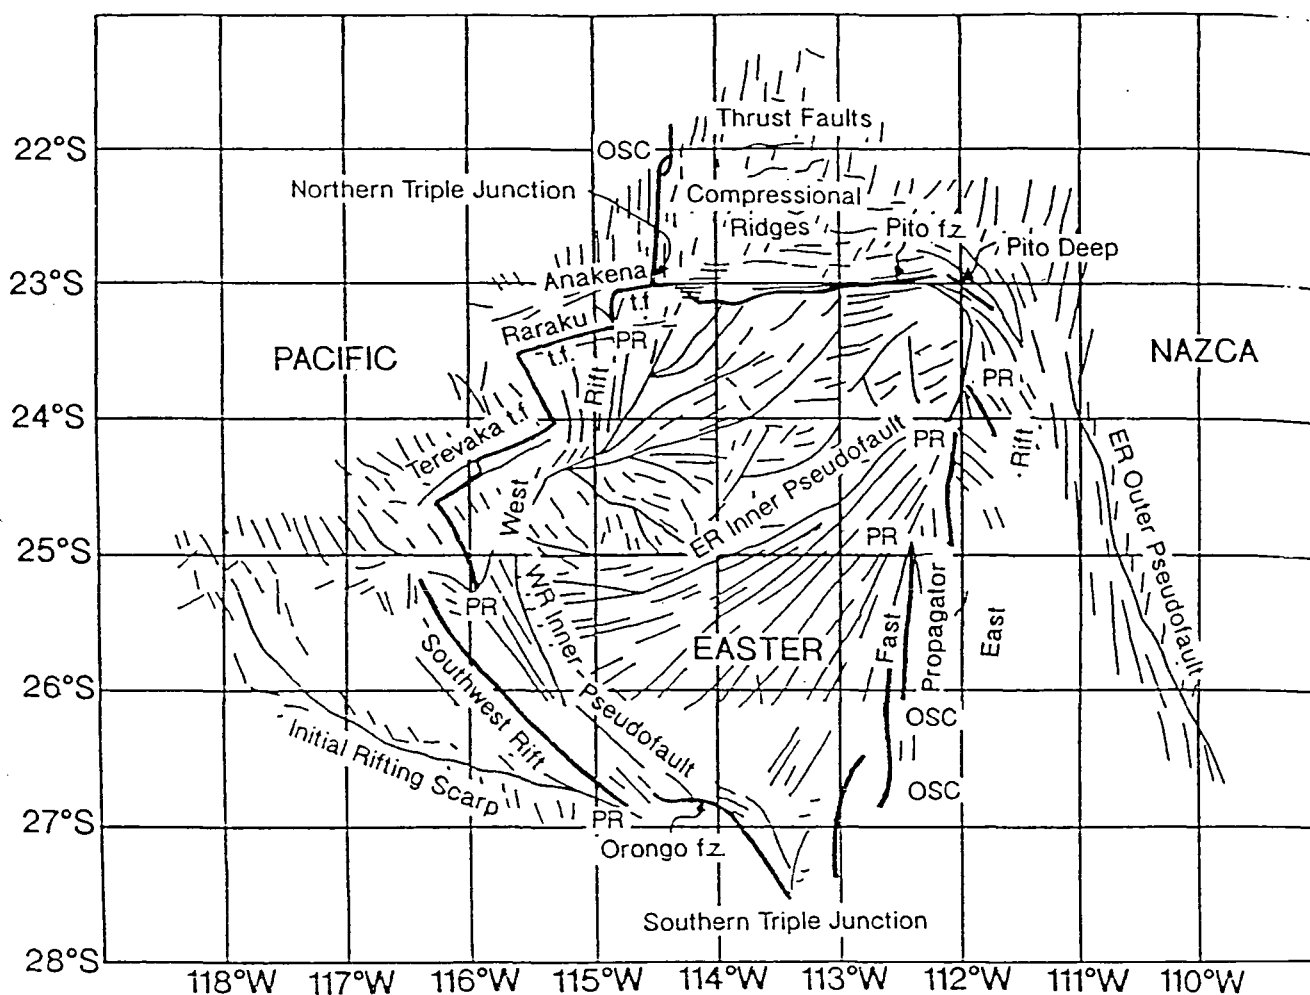 Thrust Faults
22°S
OSC
Northern Triple Junction
Compressional
Ridges
Pito f.z.
Pito Deep
Anakena
t.f.
23°S
Raraku
t.f.
PR
PACIFIC
NAZCA
Rift
PR
24°S
Terevaka t.f.
PR
Rift
West
ER Inner Pseudofault
ER Outer Pseudofault
PR
25°S
WR Inner Pseudofault
PR
EASTER
Fast
Propagator
East
26°S
Southwest Rift
OSC
Initial Rifting Scarp
OSC
27°S
PR
Orongo f.z.
Southern Triple Junction
28°S
118°W 117°W 116°W 115°W 114°W 113°W 112°W 111°W 110°W